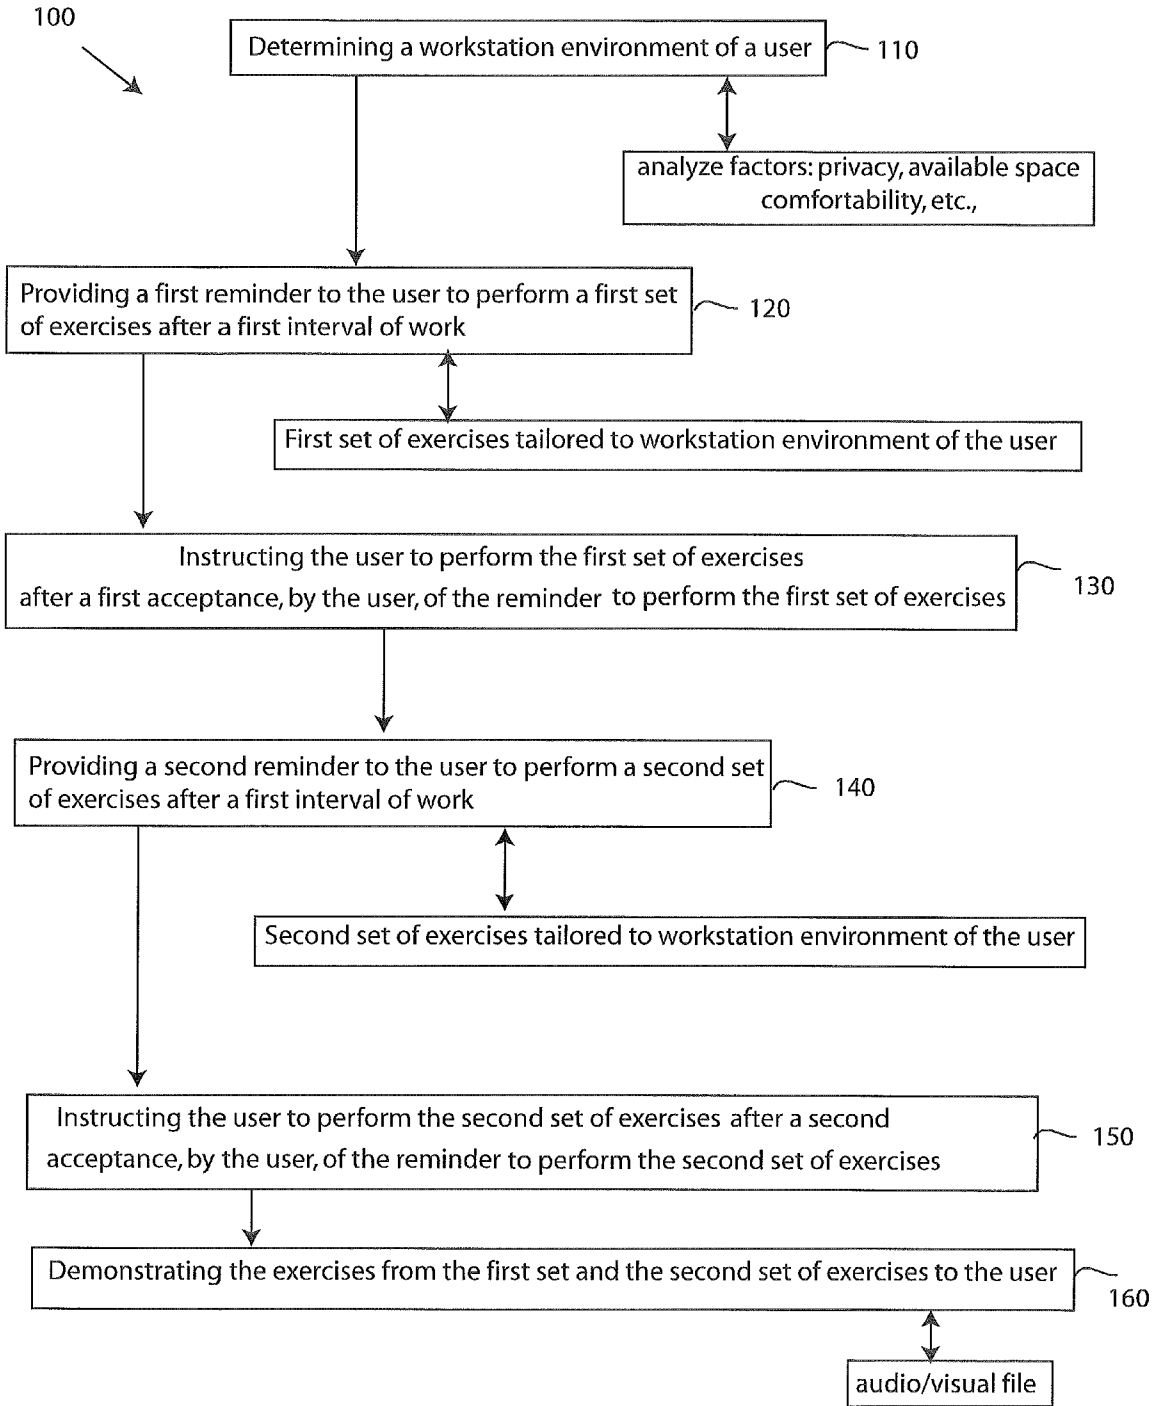 100
Determining a workstation environment of a user
110
analyze factors: privacy, available space
comfortability, etc.,
Providing a first reminder to the user to perform a first set
of exercises after a first interval of work
120
First set of exercises tailored to workstation environment of the user
Instructing the user to perform the first set of exercises
after a first acceptance, by the user, of the reminder to perform the first set of exercises
130
Providing a second reminder to the user to perform a second set
of exercises after a first interval of work
140
Second set of exercises tailored to workstation environment of the user
Instructing the user to perform the second set of exercises after a second
acceptance, by the user, of the reminder to perform the second set of exercises
150
Demonstrating the exercises from the first set and the second set of exercises to the user
160
audio/visual file